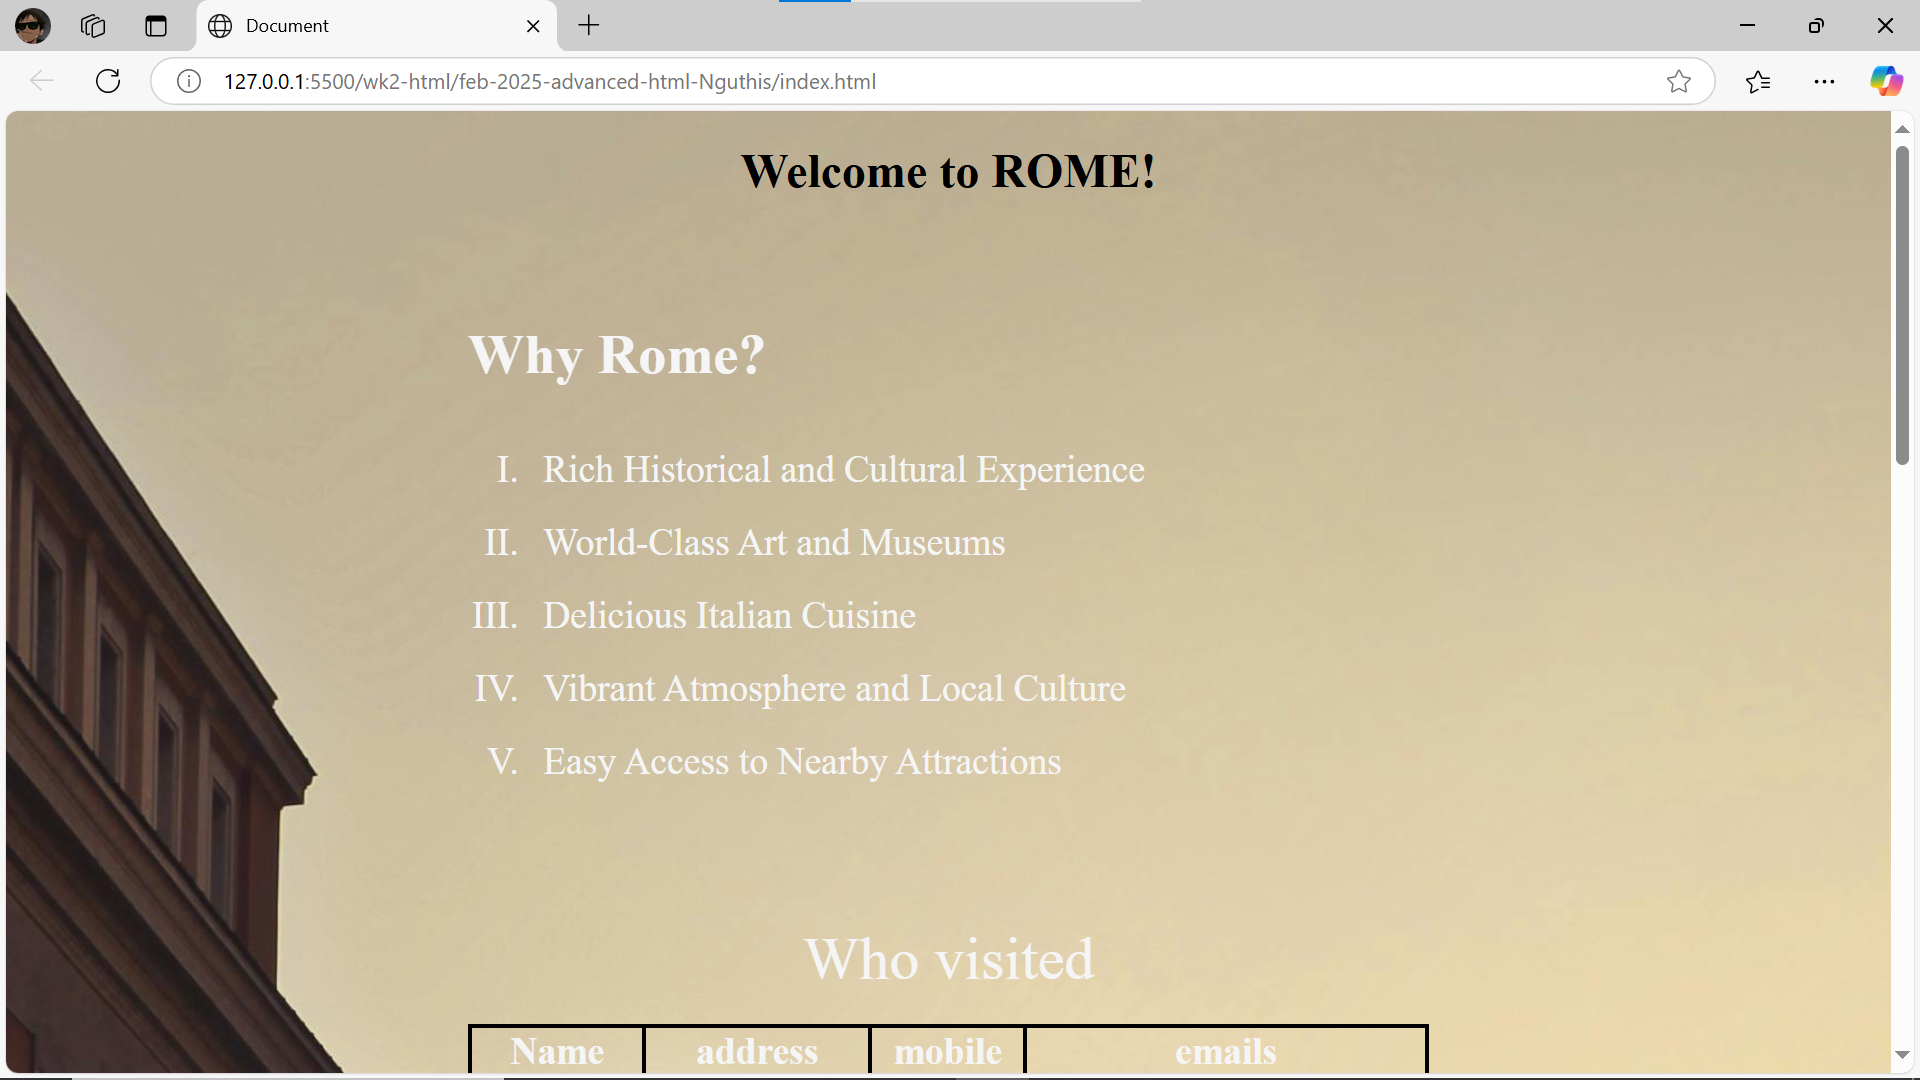 Document
127.0.0.1:5500/wk2-html/feb-2025-advanced-html-Nguthis/index.html
Welcome to ROME!
Why Rome?
I. Rich Historical and Cultural Experience
II. World-Class Art and Museums
III. Delicious Italian Cuisine
IV. Vibrant Atmosphere and Local Culture
V. Easy Access to Nearby Attractions
Who visited
Name address mobile emails